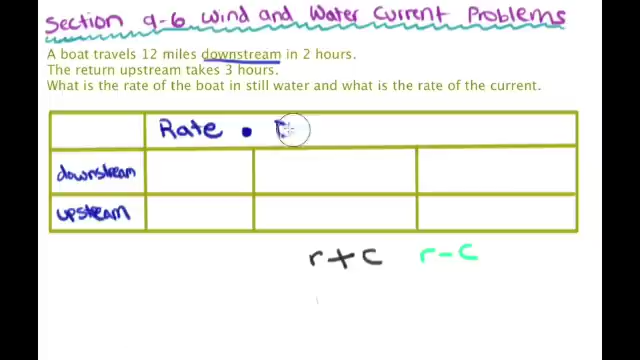 Section 9-6 Wind and Water Current Problems
A boat travels 12 miles downstream in 2 hours.
The return upstream takes 3 hours.
What is the rate of the boat in still water and what is the rate of the current.
Rate •
downstream
upstream
r+c r-c